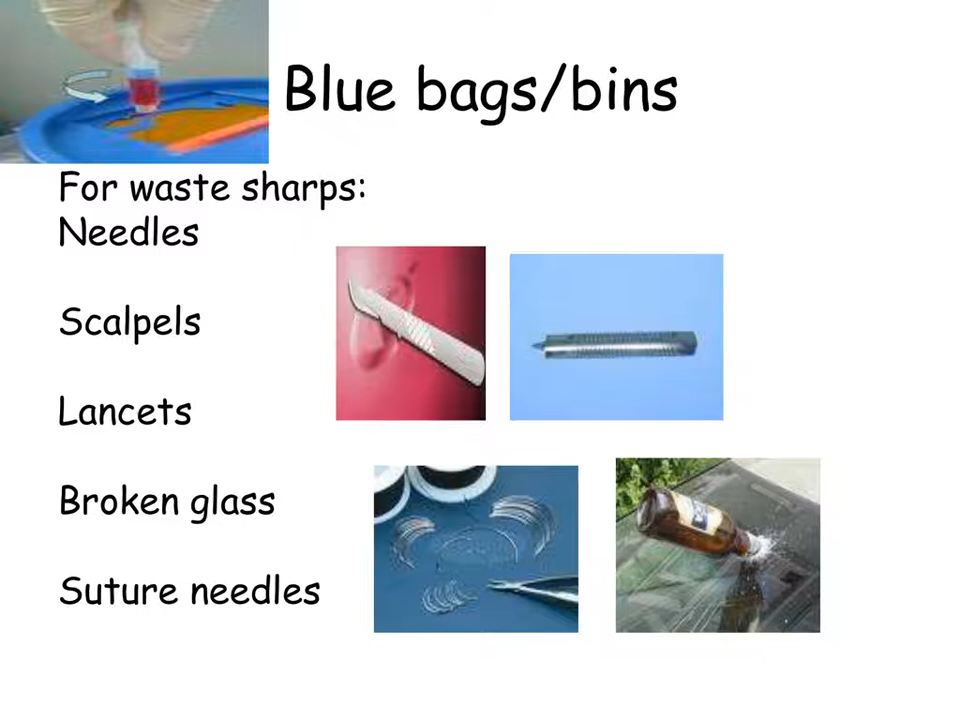 Blue bags/bins
For waste sharps:
Needles
Scalpels
Lancets
Broken glass
Suture needles